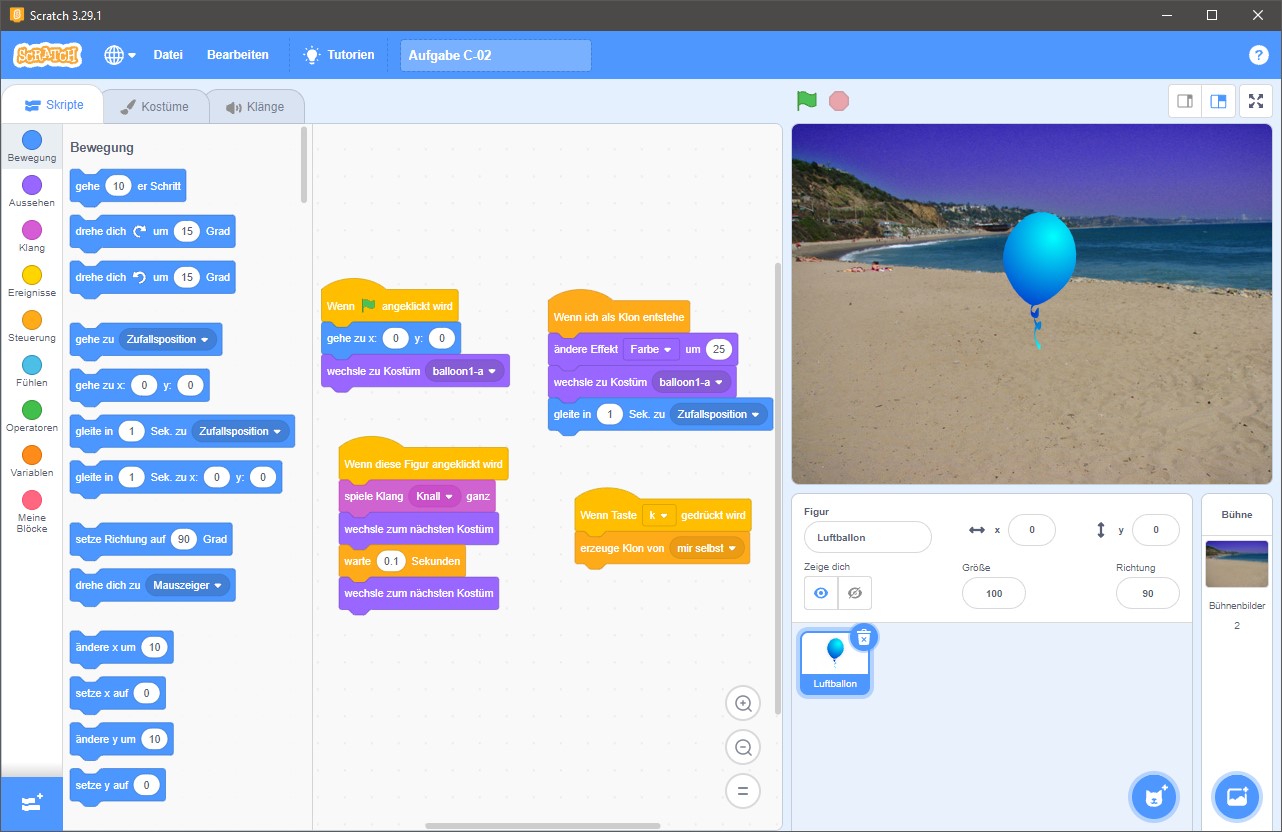 Scratch 3.29.1
SCRATCH
Datei
Bearbeiten
Tutorien
Aufgabe C-02
?
Skripte
Kostüme
Klänge
Bewegung
Aussehen
Klang
Ereignisse
Steuerung
Fühlen
Operatoren
Variablen
Meine
Blöcke
Bewegung
gehe 10 er Schritt
drehe dich um 15 Grad
drehe dich um 15 Grad
gehe zu Zufallsposition
gehe zu x: 0 y: 0
gleite in 1 Sek. zu Zufallsposition
gleite in 1 Sek. zu x: 0 y: 0
setze Richtung auf 90 Grad
drehe dich zu Mauszeiger
ändere x um 10
setze x auf 0
ändere y um 10
setze y auf 0
Wenn angeklickt wird
gehe zu x: 0 y: 0
wechsle zu Kostüm balloon1-a
Wenn diese Figur angeklickt wird
spiele Klang Knall ganz
wechsle zum nächsten Kostüm
warte 0.1 Sekunden
wechsle zum nächsten Kostüm
Wenn ich als Klon entstehe
ändere Effekt Farbe um 25
wechsle zu Kostüm balloon1-a
gleite in 1 Sek. zu Zufallsposition
Wenn Taste k gedrückt wird
erzeuge Klon von mir selbst
Figur
Luftballon
x 0
y 0
Zeige dich
Größe
100
Richtung
90
Luftballon
Bühne
Bühnenbilder
2